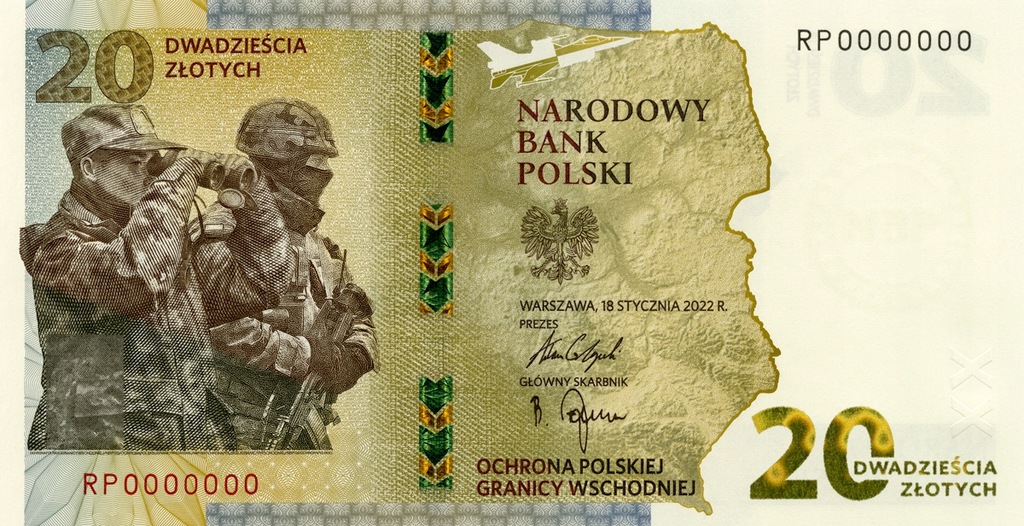 20 DWADZIEŚCIA
ZŁOTYCH
RP0000000
NARODOWY
BANK
POLSKI
WARSZAWA, 18 STYCZNIA 2022 R.
PREZES
GŁÓWNY SKARBNIK
OCHRONA POLSKIEJ
GRANICY WSCHODNIEJ
RP0000000
20 DWADZIEŚCIA
ZŁOTYCH
XX